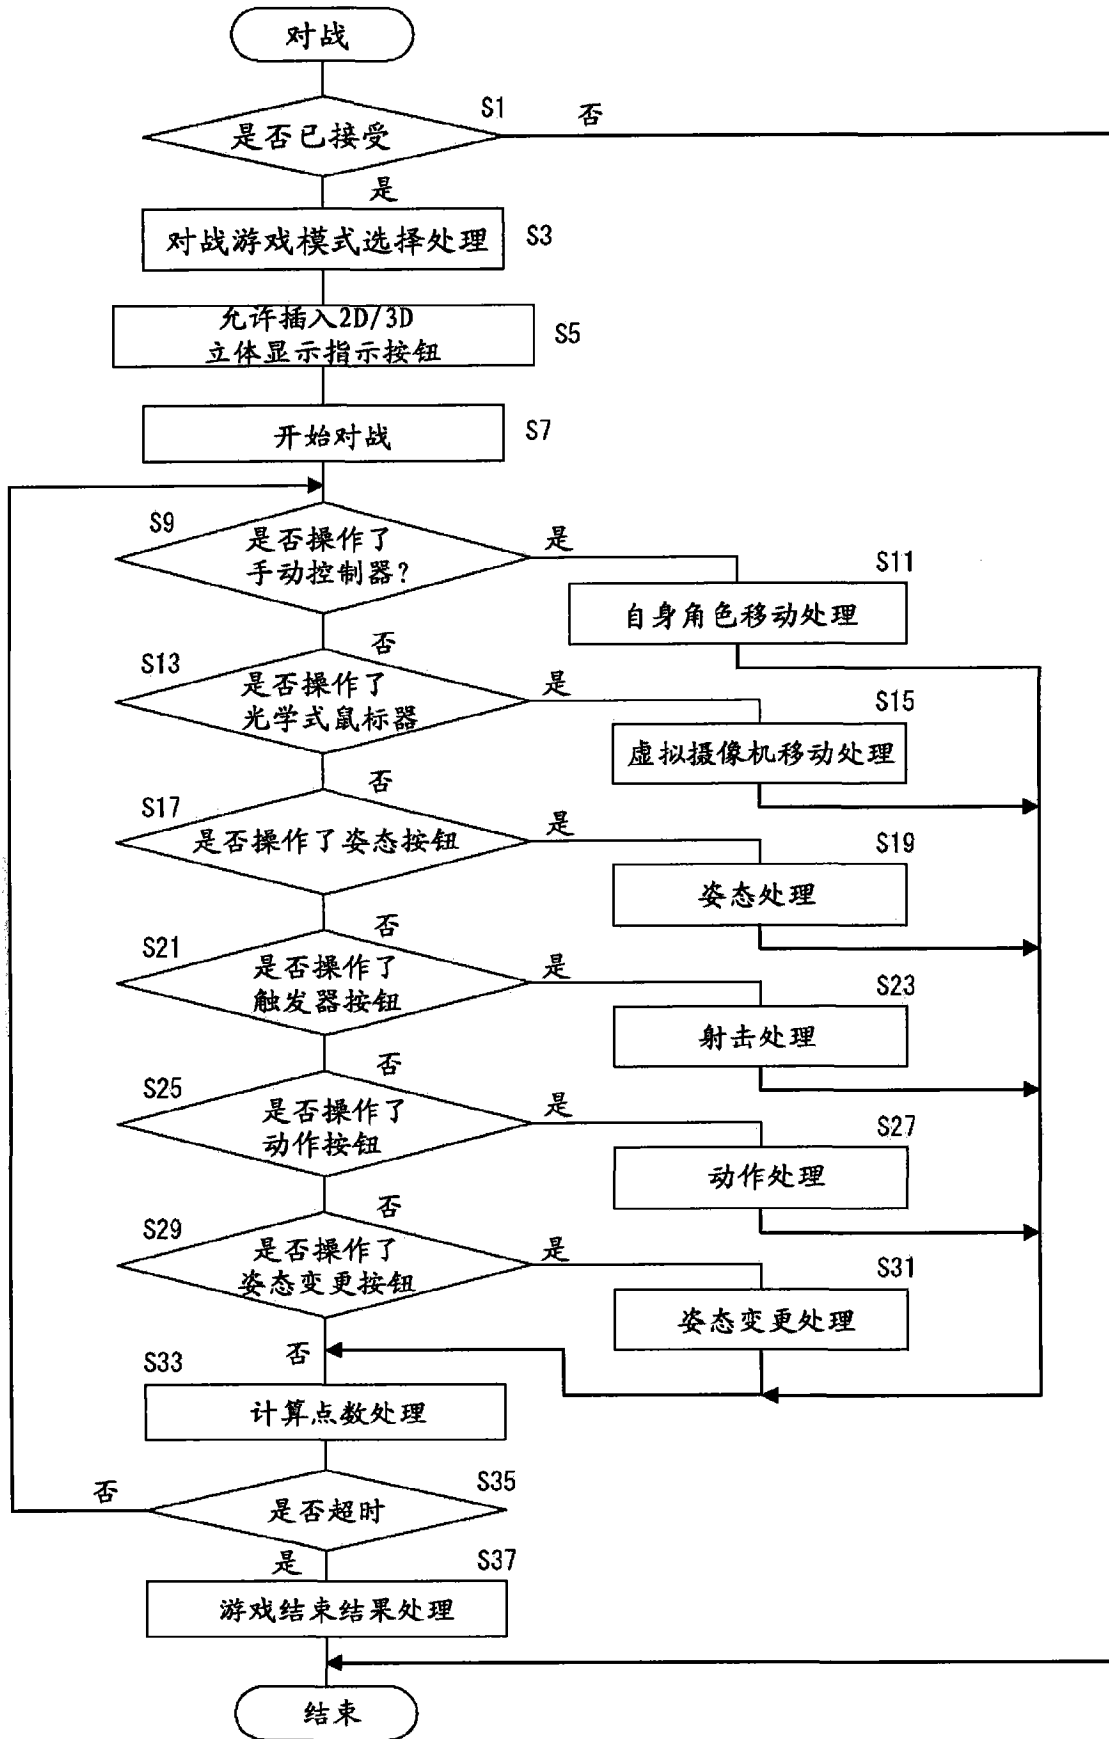 对战
S1
否
是否已接受
是
对战游戏模式选择处理
S3
允许插入2D/3D
立体显示指示按钮
S5
开始对战
S7
S9
是否操作了
手动控制器?
是
S11
自身角色移动处理
否
S13
是否操作了
光学式鼠标器
是
S15
虚拟摄像机移动处理
否
S17
是否操作了姿态按钮
是
S19
姿态处理
否
S21
是否操作了
触发器按钮
是
S23
射击处理
否
S25
是否操作了
动作按钮
是
S27
动作处理
否
S29
是否操作了
姿态变更按钮
是
S31
姿态变更处理
否
S33
计算点数处理
S35
否
是否超时
是
S37
游戏结束结果处理
结束